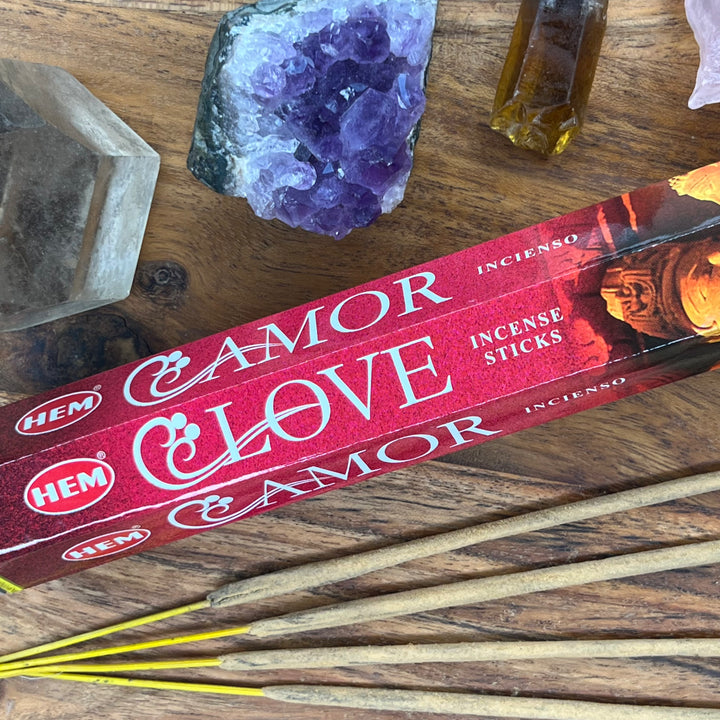 HEM®
AMOR
INCIENSO
HEM®
LOVE
INCENSE
STICKS
HEM®
AMOR
INCIENSO